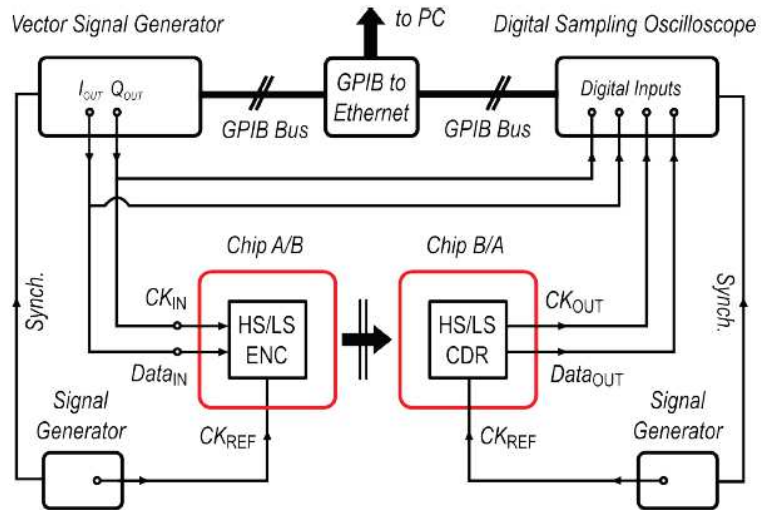 Vector Signal Generator
to PC
Digital Sampling Oscilloscope
I_OUT Q_OUT
GPIB to
Ethernet
Digital Inputs
GPIB Bus
GPIB Bus
Chip A/B
Chip B/A
Synch.
Synch.
CK_IN
HS/LS
ENC
HS/LS
CDR
CK_OUT
Data_IN
Data_OUT
Signal
Generator
CK_REF
CK_REF
Signal
Generator